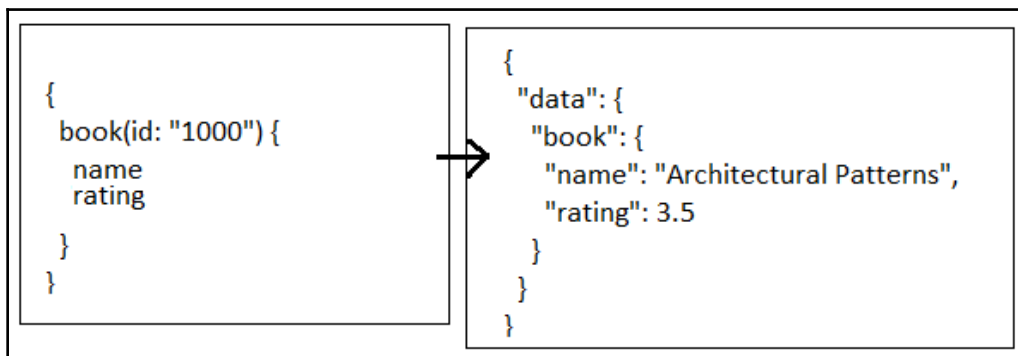 {
book(id: "1000") {
name
rating
}
}
{
"data": {
"book": {
"name": "Architectural Patterns",
"rating": 3.5
}
}
}